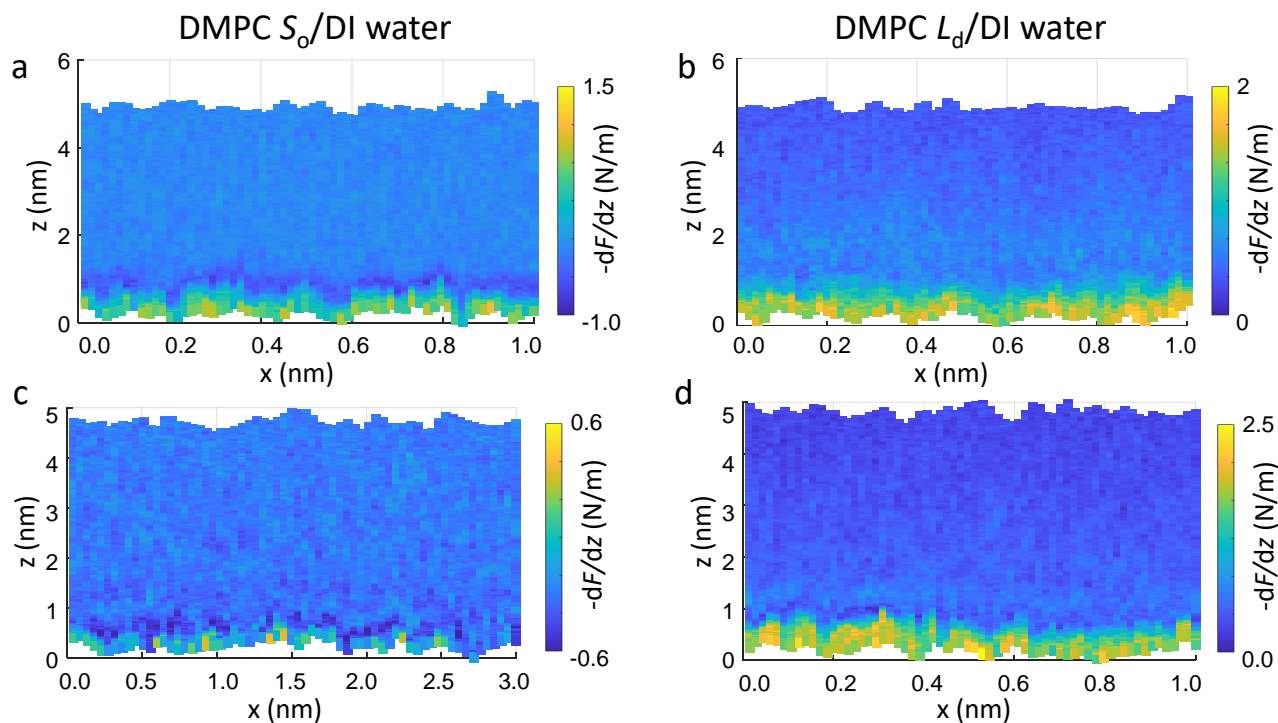 DMPC So/DI water
DMPC Ld/DI water
a
6
4
2
0
z (nm)
0.0 0.2 0.4 0.6 0.8 1.0
x (nm)
1.5
-1.0
-dF/dz (N/m)
b
6
4
2
0
z (nm)
0.0 0.2 0.4 0.6 0.8 1.0
x (nm)
2
0
-dF/dz (N/m)
c
5
4
3
2
1
0
z (nm)
0.0 0.5 1.0 1.5 2.0 2.5 3.0
x (nm)
0.6
-0.6
-dF/dz (N/m)
d
5
4
3
2
1
0
z (nm)
0.0 0.2 0.4 0.6 0.8 1.0
x (nm)
2.5
0.0
-dF/dz (N/m)